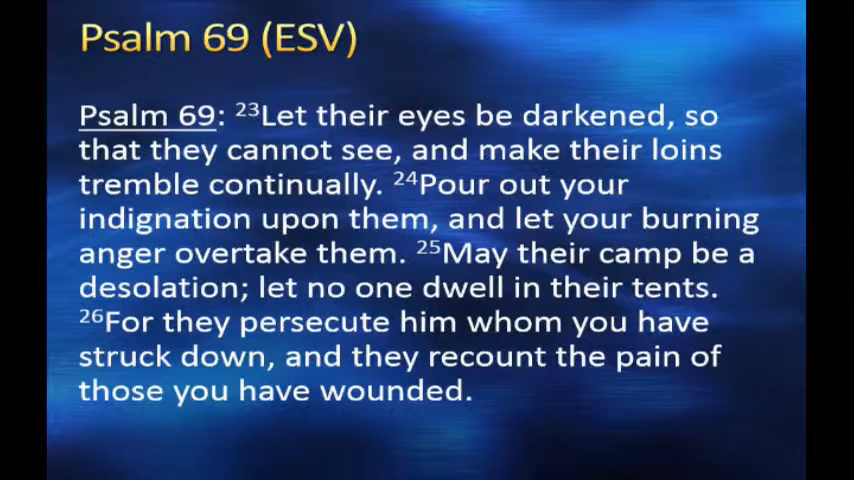 Psalm 69 (ESV)
Psalm 69: ²³Let their eyes be darkened, so
that they cannot see, and make their loins
tremble continually. ²⁴Pour out your
indignation upon them, and let your burning
anger overtake them. ²⁵May their camp be a
desolation; let no one dwell in their tents.
²⁶For they persecute him whom you have
struck down, and they recount the pain of
those you have wounded.